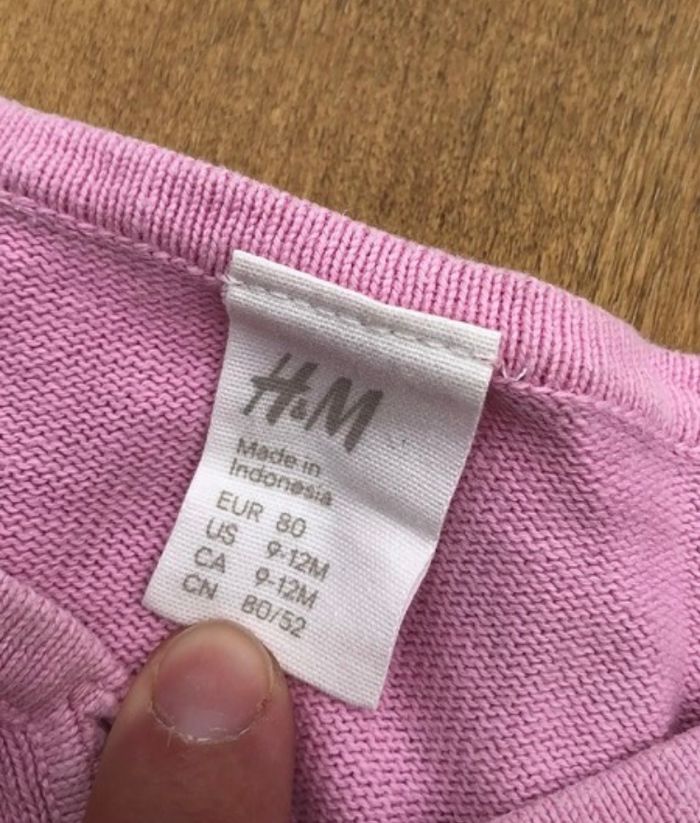 H&M
Made in
Indonesia
EUR 80
US 9-12M
CA 9-12M
CN 80/52